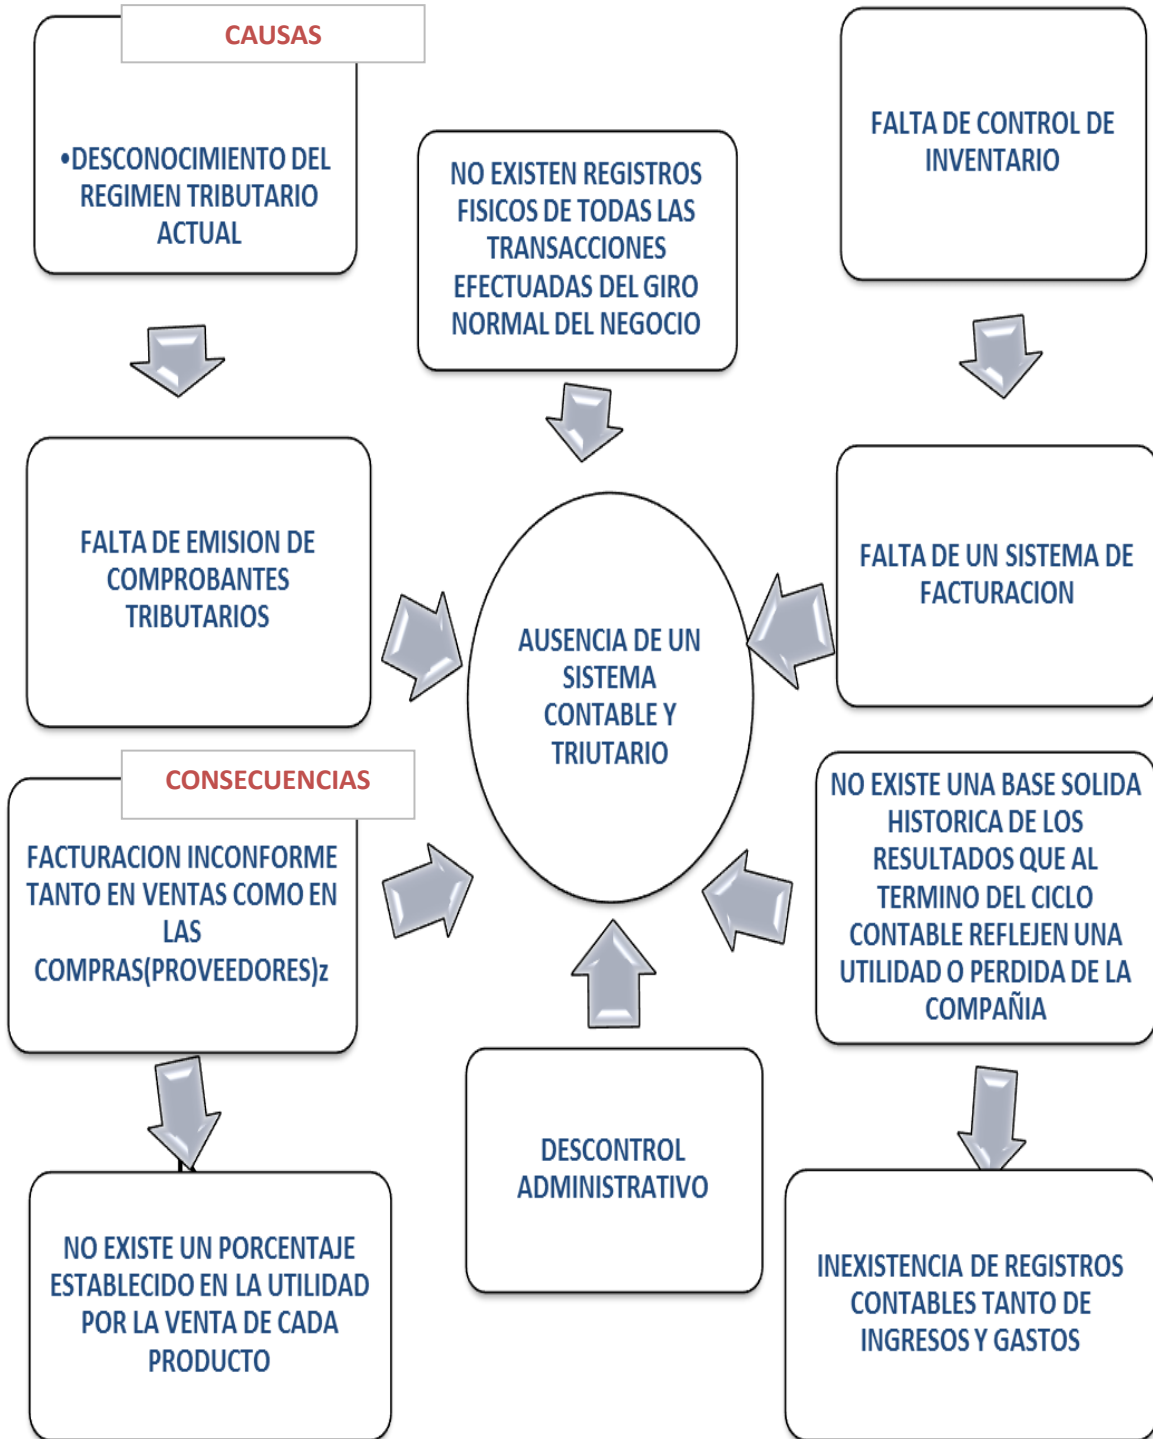 CAUSAS
•DESCONOCIMIENTO DEL
REGIMEN TRIBUTARIO
ACTUAL
NO EXISTEN REGISTROS
FISICOS DE TODAS LAS
TRANSACCIONES
EFECTUADAS DEL GIRO
NORMAL DEL NEGOCIO
FALTA DE CONTROL DE
INVENTARIO
FALTA DE EMISION DE
COMPROBANTES
TRIBUTARIOS
AUSENCIA DE UN
SISTEMA
CONTABLE Y
TRIUTARIO
FALTA DE UN SISTEMA DE
FACTURACION
CONSECUENCIAS
FACTURACION INCONFORME
TANTO EN VENTAS COMO EN
LAS
COMPRAS(PROVEEDORES)z
NO EXISTE UNA BASE SOLIDA
HISTORICA DE LOS
RESULTADOS QUE AL
TERMINO DEL CICLO
CONTABLE REFLEJEN UNA
UTILIDAD O PERDIDA DE LA
COMPAÑIA
NO EXISTE UN PORCENTAJE
ESTABLECIDO EN LA UTILIDAD
POR LA VENTA DE CADA
PRODUCTO
DESCONTROL
ADMINISTRATIVO
INEXISTENCIA DE REGISTROS
CONTABLES TANTO DE
INGRESOS Y GASTOS